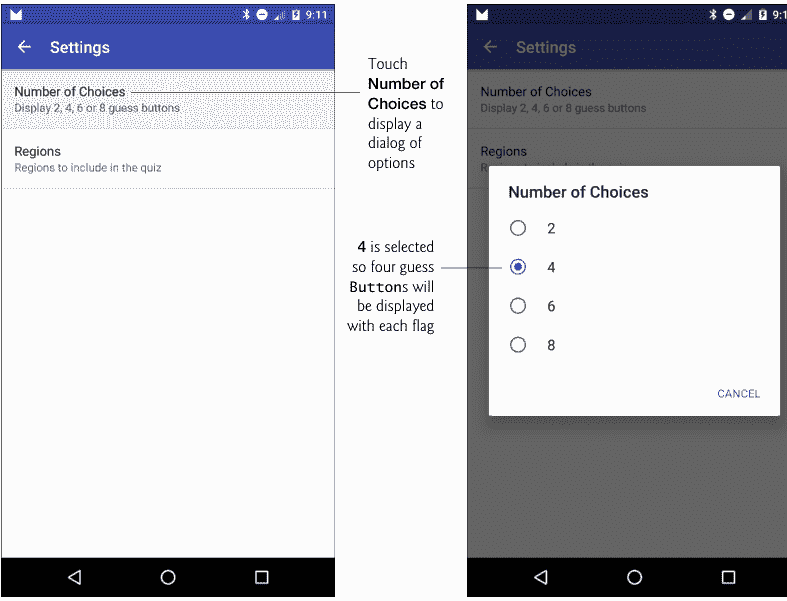 9:11
Settings
Number of Choices
Display 2, 4, 6 or 8 guess buttons
Regions
Regions to include in the quiz
Touch
Number of
Choices to
display a
dialog of
options
4 is selected
so four guess
Buttons will
be displayed
with each flag
9:1
Settings
Number of Choices
Display 2, 4, 6 or 8 guess buttons
Regions
Number of Choices
2
4
6
8
CANCEL